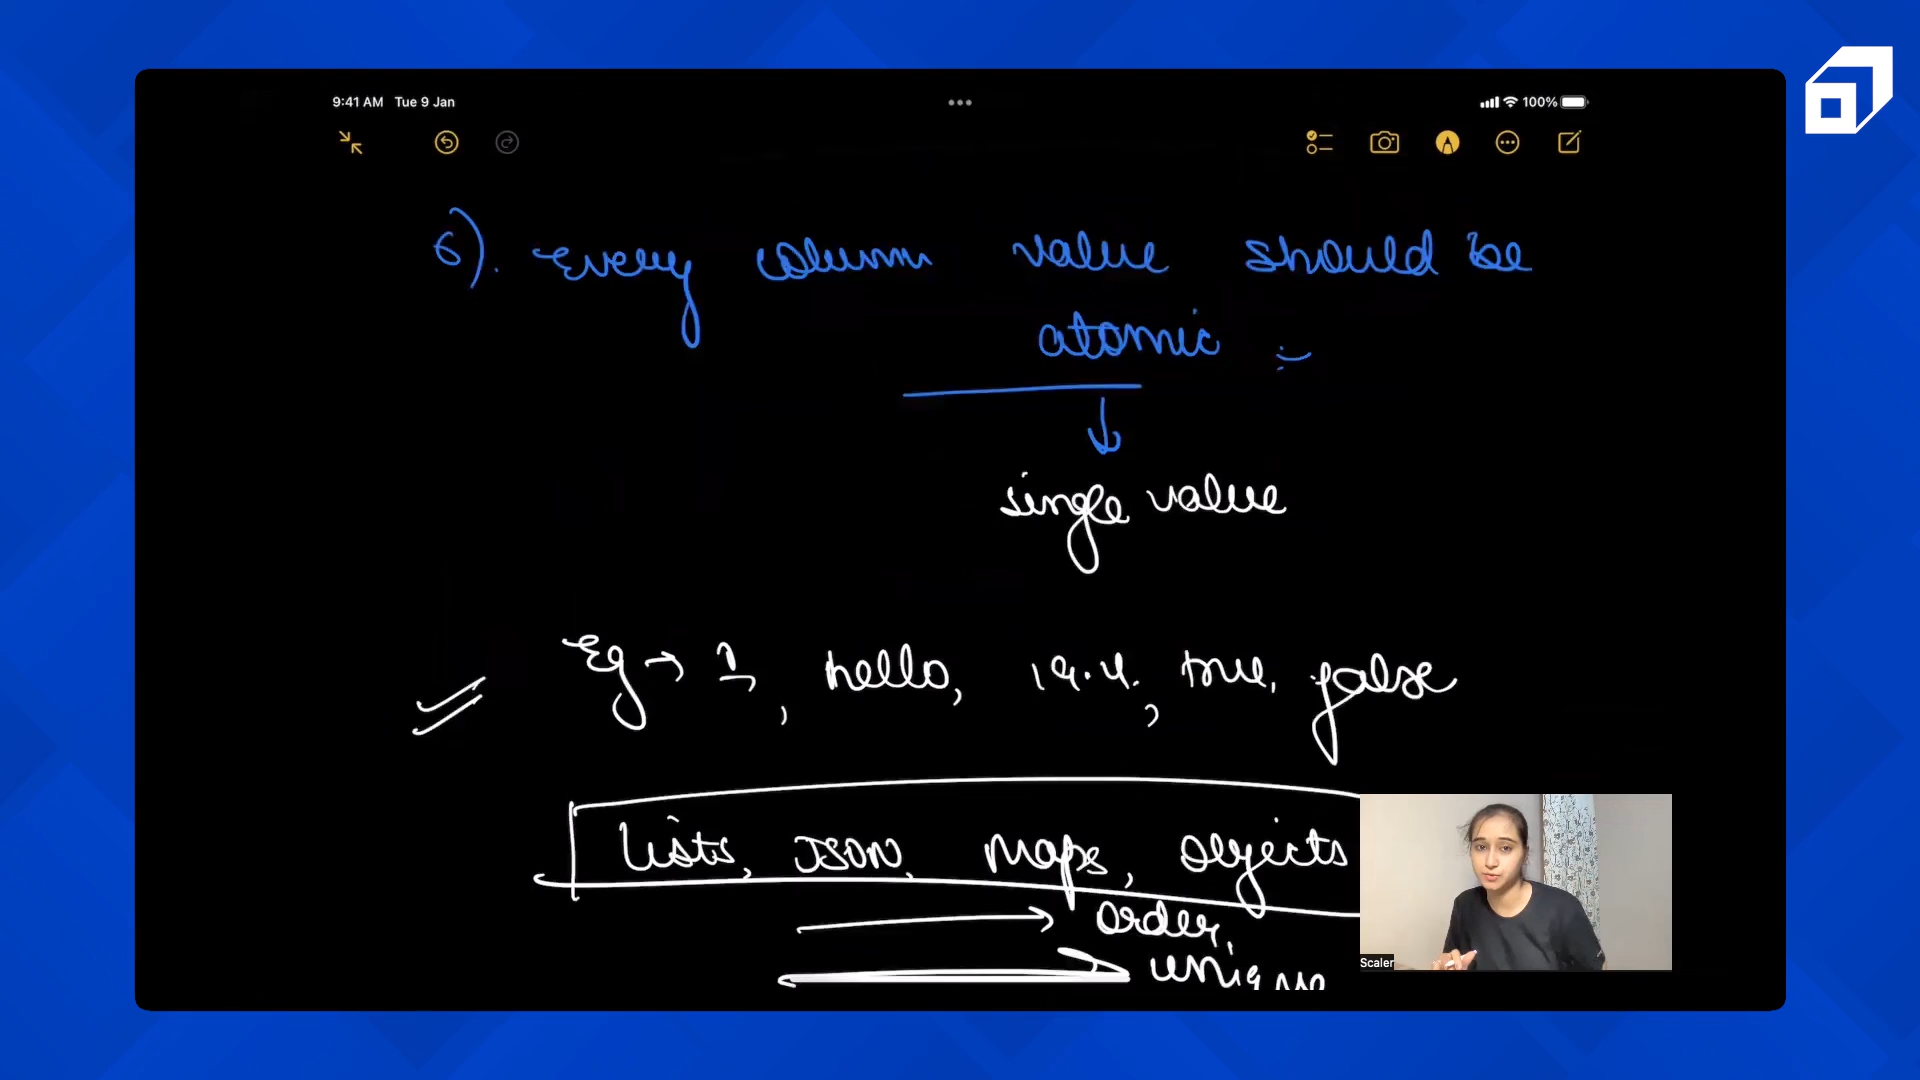 9:41 AM Tue 9 Jan
100%
6). Every column value should be
atomic :-
single value
Eg → 1, hello, 19.4, true, false
Lists, JSON, Maps, objects
order,
unique
Scaler